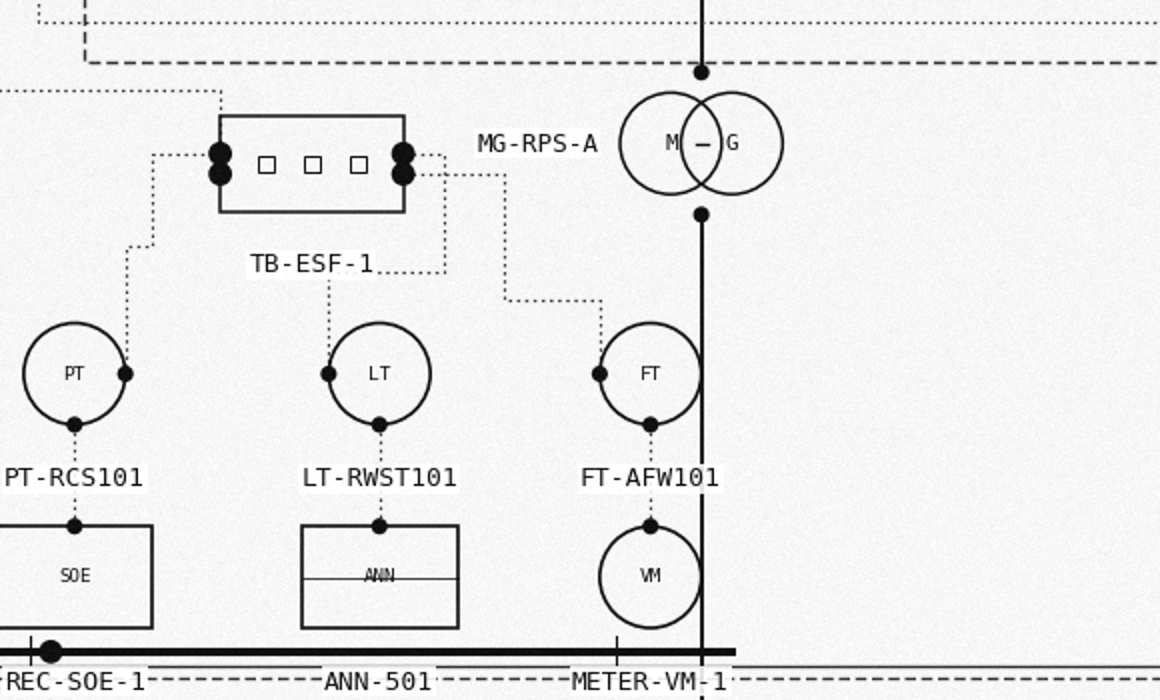 MG-RPS-A
M
G
TB-ESF-1
PT
LT
FT
PT-RCS101
LT-RWST101
FT-AFW101
SOE
ANN
VM
REC-SOE-1
ANN-501
METER-VM-1